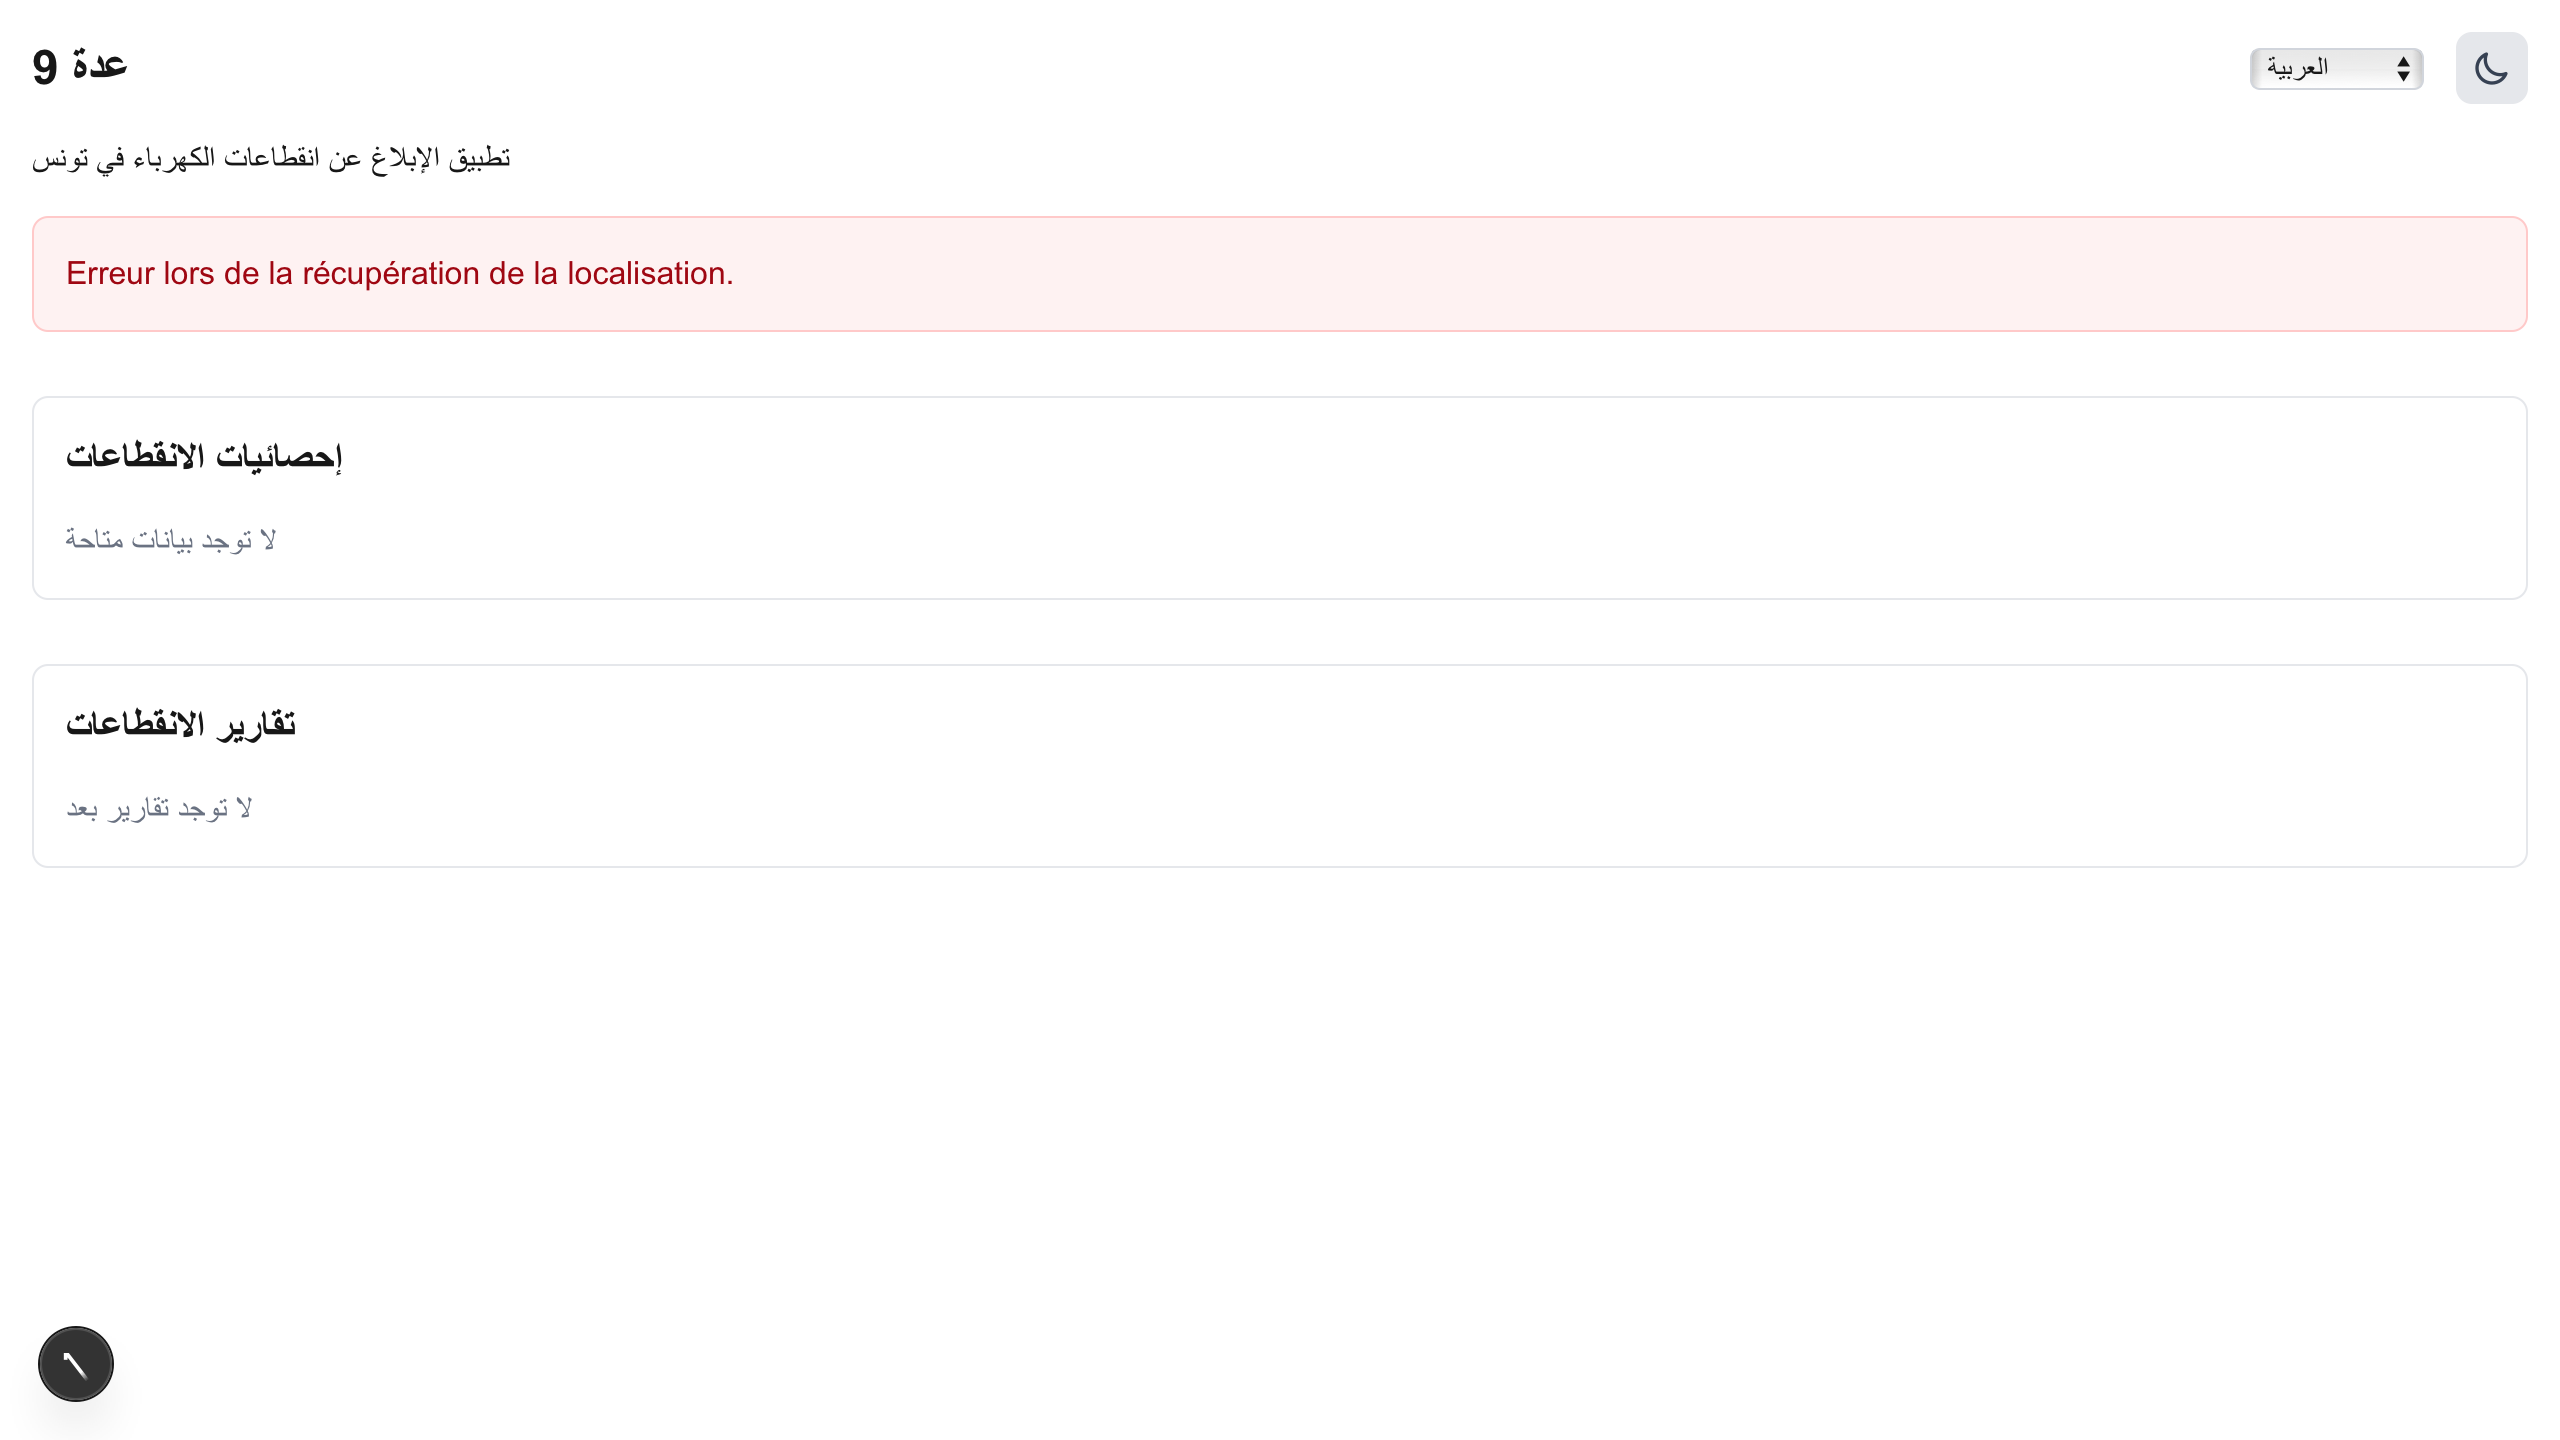 عدة 9
العربية
تطبيق الإبلاغ عن انقطاعات الكهرباء في تونس
Erreur lors de la récupération de la localisation.
إحصائيات الانقطاعات
لا توجد بيانات متاحة
تقارير الانقطاعات
لا توجد تقارير بعد